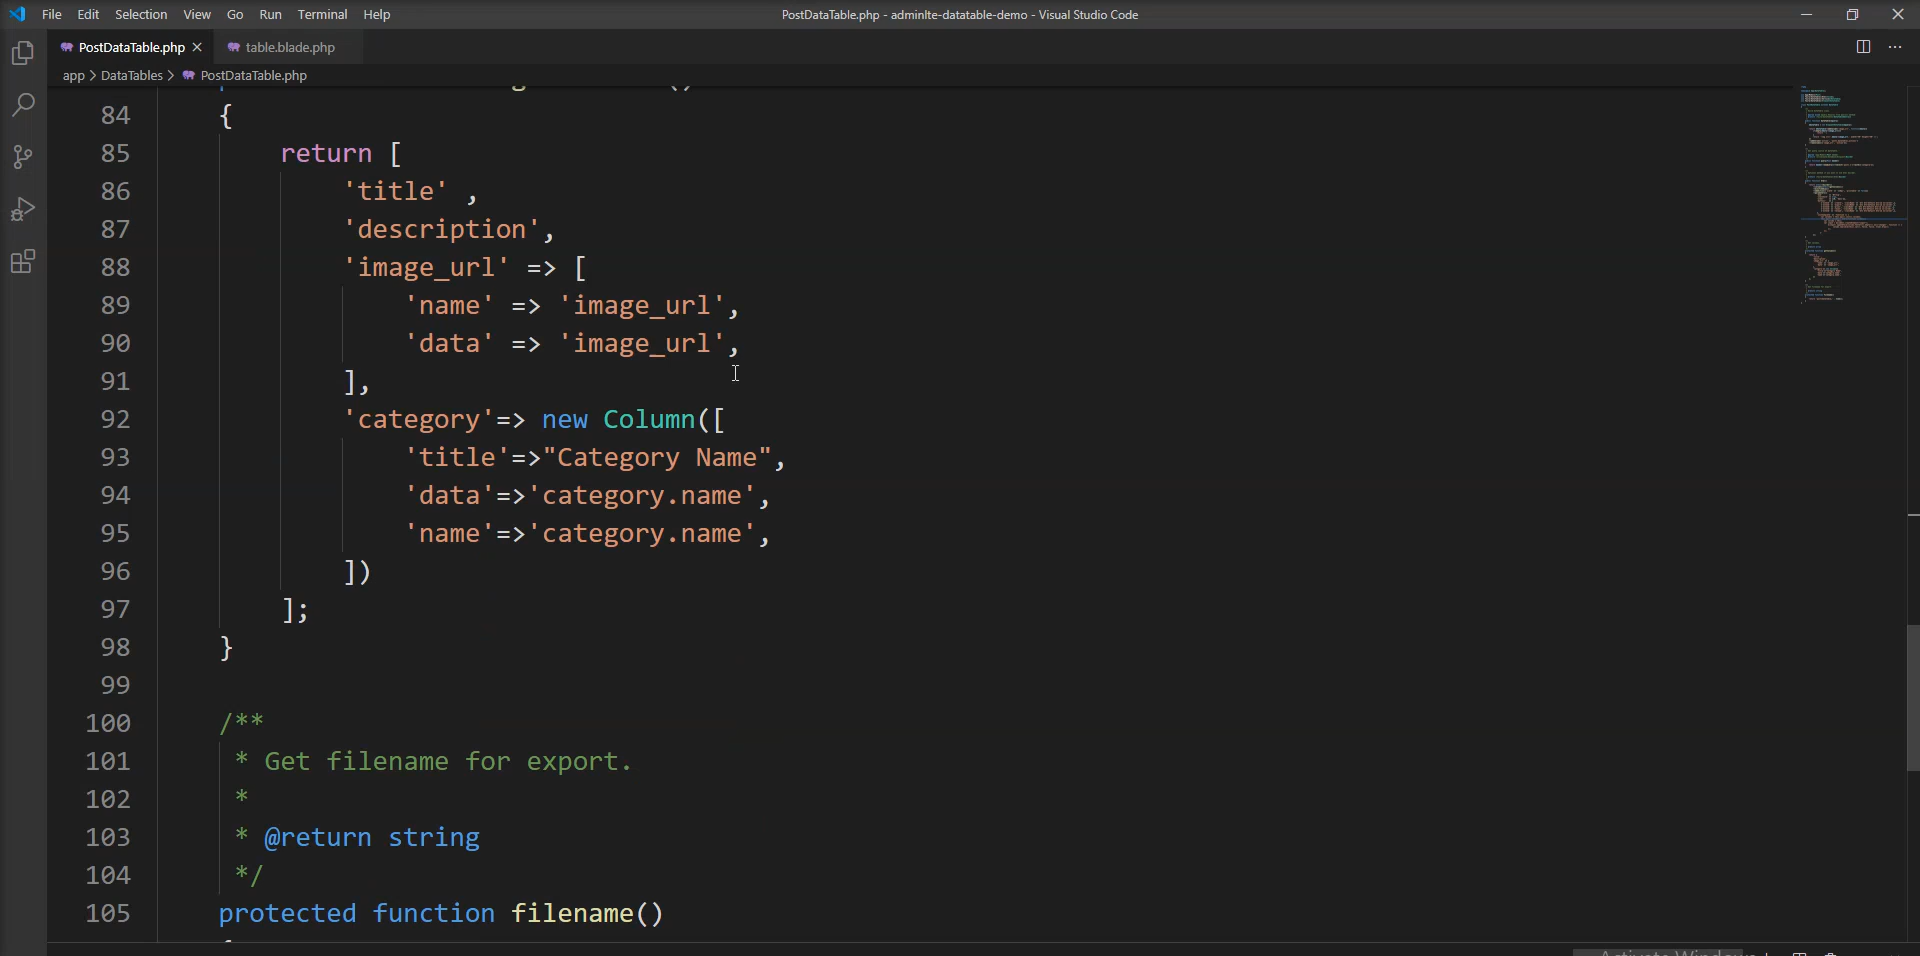 File Edit Selection View Go Run Terminal Help
PostDataTable.php - adminlte-datatable-demo - Visual Studio Code
PostDataTable.php table.blade.php
app > DataTables > PostDataTable.php
84 {
85 return [
86 'title' ,
87 'description',
88 'image_url' => [
89 'name' => 'image_url',
90 'data' => 'image_url',
91 ],
92 'category'=> new Column([
93 'title'=>"Category Name",
94 'data'=>'category.name',
95 'name'=>'category.name',
96 ])
97 ];
98 }
99
100 /**
101 * Get filename for export.
102 *
103 * @return string
104 */
105 protected function filename()